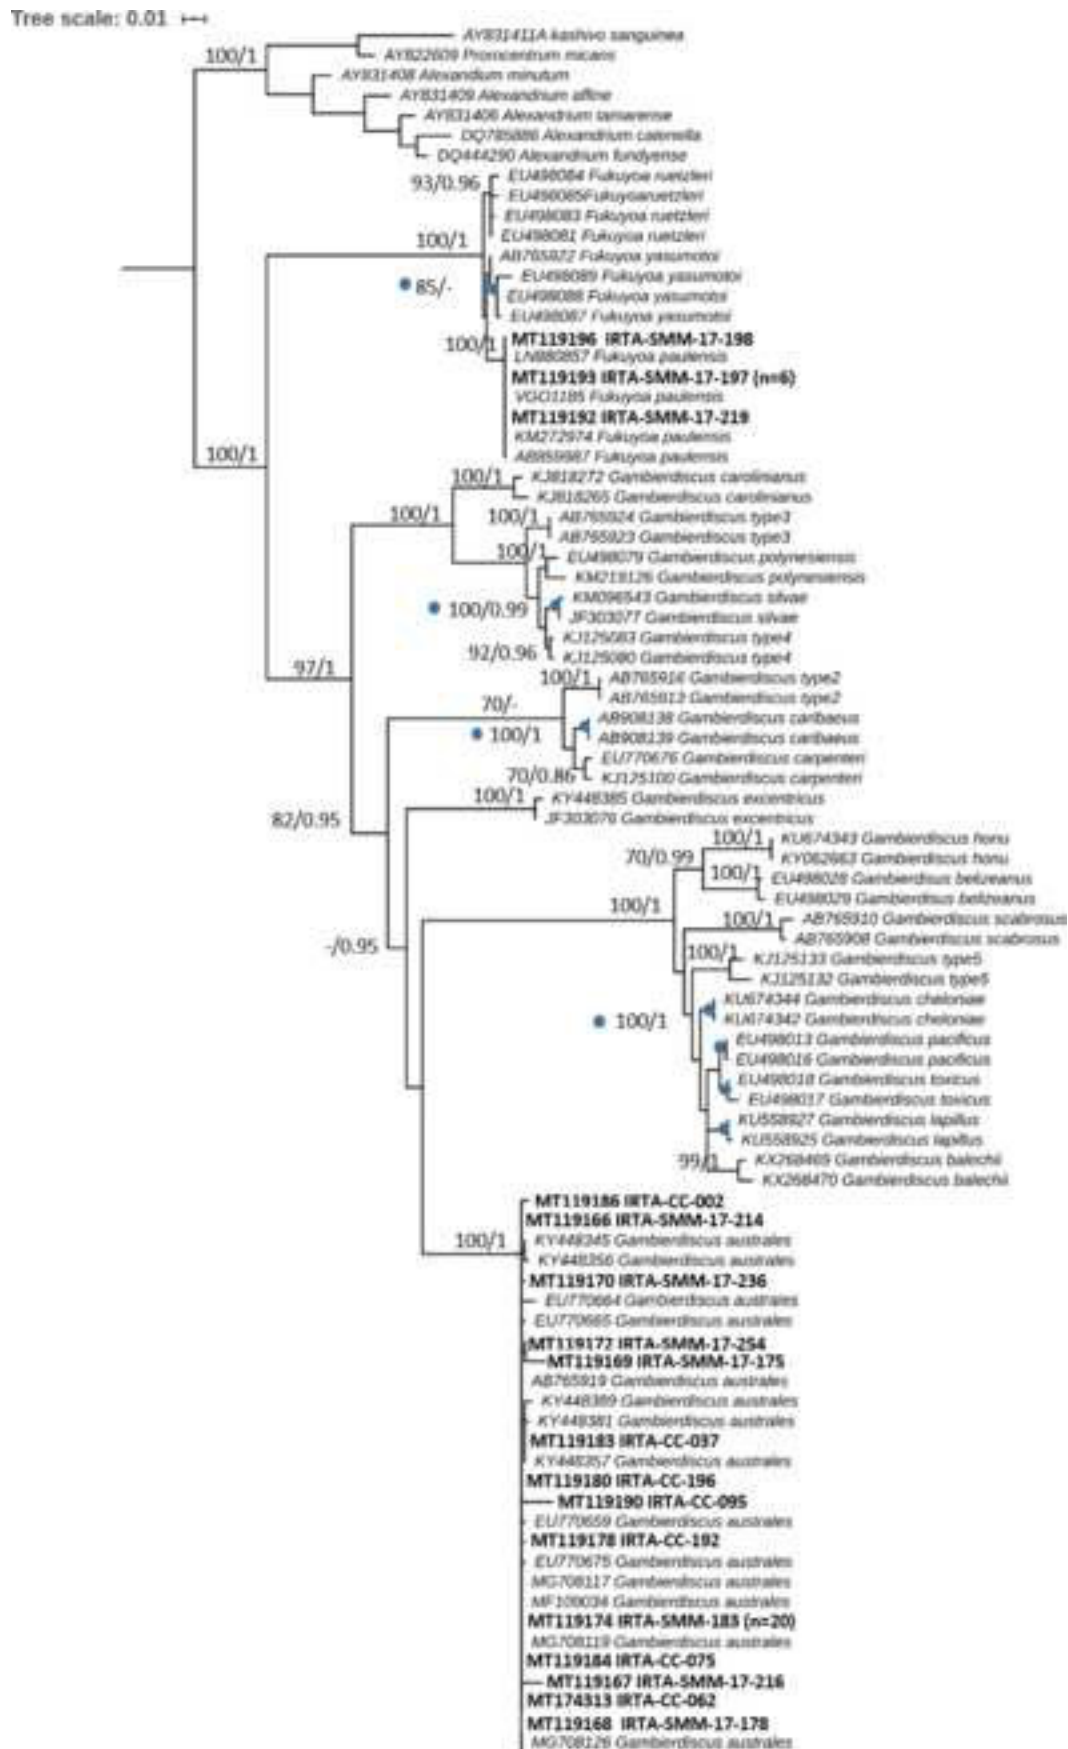 Tree scale: 0.01
AY831411A kashivo sanguinea
100/1
AY822609 Prorocentrum micans
AY831408 Alexandium minutum
AY831409 Alexandrium affine
AY831406 Alexandrium tamarense
DQ785886 Alexandrium catenella
DQ444290 Alexandrium fundyense
EU498084 Fukuyoa ruetzleri
93/0.96
EU498085Fukuyoaruetzleri
EU498083 Fukuyoa ruetzleri
EU498081 Fukuyoa ruetzleri
100/1
AB765922 Fukuyoa yasumotoi
EU498089 Fukuyoa yasumotoi
85/-
EU498088 Fukuyoa yasumotoi
EU498087 Fukuyoa yasumotoi
MT119196 IRTA-SMM-17-198
100/1
LN880857 Fukuyoa paulensis
MT119193 IRTA-SMM-17-197 (n=6)
VGO1185 Fukuyoa paulensis
MT119192 IRTA-SMM-17-219
KM272974 Fukuyoa paulensis
100/1
AB859987 Fukuyoa paulensis
100/1
KJ818272 Gambierdiscus carolinianus
KJ818265 Gambierdiscus carolinianus
100/1
100/1
AB765924 Gambierdiscus type3
AB765923 Gambierdiscus type3
100/1
EU498079 Gambierdiscus polynesiensis
KM219126 Gambierdiscus polynesiensis
KM096543 Gambierdiscus silvae
100/0.99
JF303077 Gambierdiscus silvae
KJ125083 Gambierdiscus type4
92/0.96
KJ125080 Gambierdiscus type4
97/1
100/1
AB765916 Gambierdiscus type2
AB765913 Gambierdiscus type2
70/-
AB908138 Gambierdiscus caribaeus
100/1
AB908139 Gambierdiscus caribaeus
EU770676 Gambierdiscus carpenteri
70/0.86
KJ125100 Gambierdiscus carpenteri
100/1
KY448385 Gambierdiscus excentricus
82/0.95
JF303076 Gambierdiscus excentricus
100/1
KU674343 Gambierdiscus honu
70/0.99
KY062663 Gambierdiscus honu
100/1
EU498028 Gambierdisus belizeanus
EU498029 Gambierdisus belizeanus
100/1
100/1
AB765910 Gambierdiscus scabrosus
AB765908 Gambierdiscus scabrosus
-/0.95
100/1
KJ125133 Gambierdiscus type5
KJ125132 Gambierdiscus type5
KU674344 Gambierdiscus cheloniae
100/1
KU674342 Gambierdiscus cheloniae
EU498013 Gambierdiscus pacificus
EU498016 Gambierdiscus pacificus
EU498018 Gambierdiscus toxicus
EU498017 Gambierdiscus toxicus
KU558927 Gambierdiscus lapillus
KU558925 Gambierdiscus lapillus
99/1
KX268469 Gambierdiscus balechii
KX268470 Gambierdiscus balechii
MT119186 IRTA-CC-002
MT119166 IRTA-SMM-17-214
100/1
KY448345 Gambierdiscus australes
KY448356 Gambierdiscus australes
MT119170 IRTA-SMM-17-236
EU770664 Gambierdiscus australes
EU770665 Gambierdiscus australes
MT119172 IRTA-SMM-17-254
MT119169 IRTA-SMM-17-175
AB765919 Gambierdiscus australes
KY448389 Gambierdiscus australes
KY448381 Gambierdiscus australes
MT119183 IRTA-CC-037
KY448357 Gambierdiscus australes
MT119180 IRTA-CC-196
MT119190 IRTA-CC-095
EU770659 Gambierdiscus australes
MT119178 IRTA-CC-192
EU770675 Gambierdiscus australes
MG708117 Gambierdiscus australes
MF109034 Gambierdiscus australes
MT119174 IRTA-SMM-183 (n=20)
MG708119 Gambierdiscus australes
MT119184 IRTA-CC-075
MT119167 IRTA-SMM-17-216
MT174313 IRTA-CC-062
MT119168 IRTA-SMM-17-178
MG708126 Gambierdiscus australes